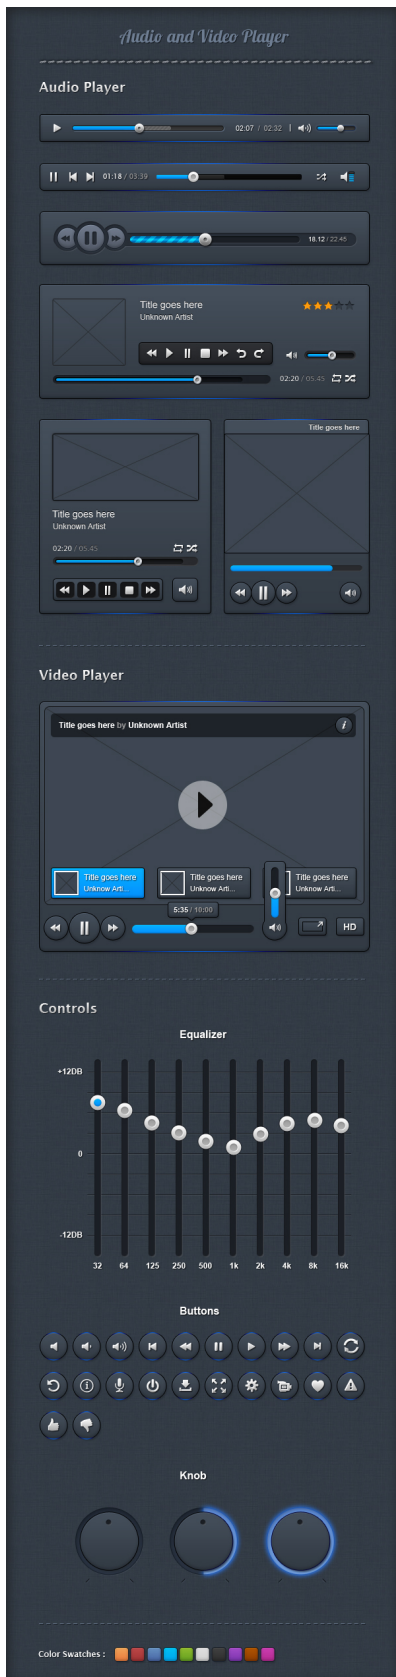 Audio and Video Player
Audio Player
02:07 / 02:32
01:18 / 03:39
18.12 / 22.45
Title goes here
Unknown Artist
02:20 / 05.45
Title goes here
Unknown Artist
02:20 / 05.45
Title goes here
Video Player
Title goes here by Unknown Artist
i
Title goes here
Unknow Arti...
Title goes here
Unknow Arti...
Title goes here
Unknow Arti...
5:35 / 10:00
HD
Controls
Equalizer
+12DB
0
-12DB
32 64 125 250 500 1k 2k 4k 8k 16k
Buttons
Knob
Color Swatches :